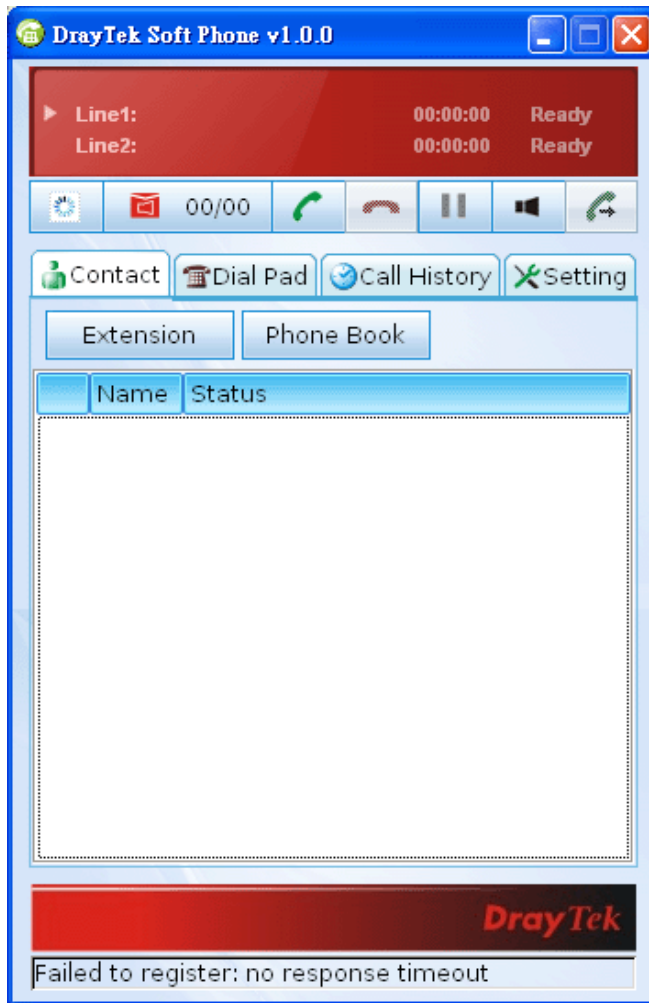 DrayTek Soft Phone v1.0.0
Line1: 00:00:00 Ready
Line2: 00:00:00 Ready
00/00
Contact Dial Pad Call History Setting
Extension Phone Book
Name Status
DrayTek
Failed to register: no response timeout